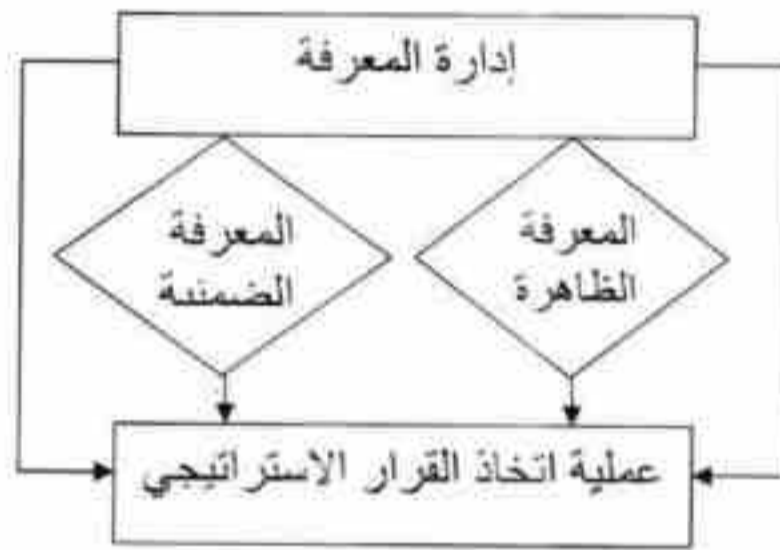 إدارة المعرفة
المعرفة
الظاهرة
المعرفة
الضمنية
عملية اتخاذ القرار الاستراتيجي